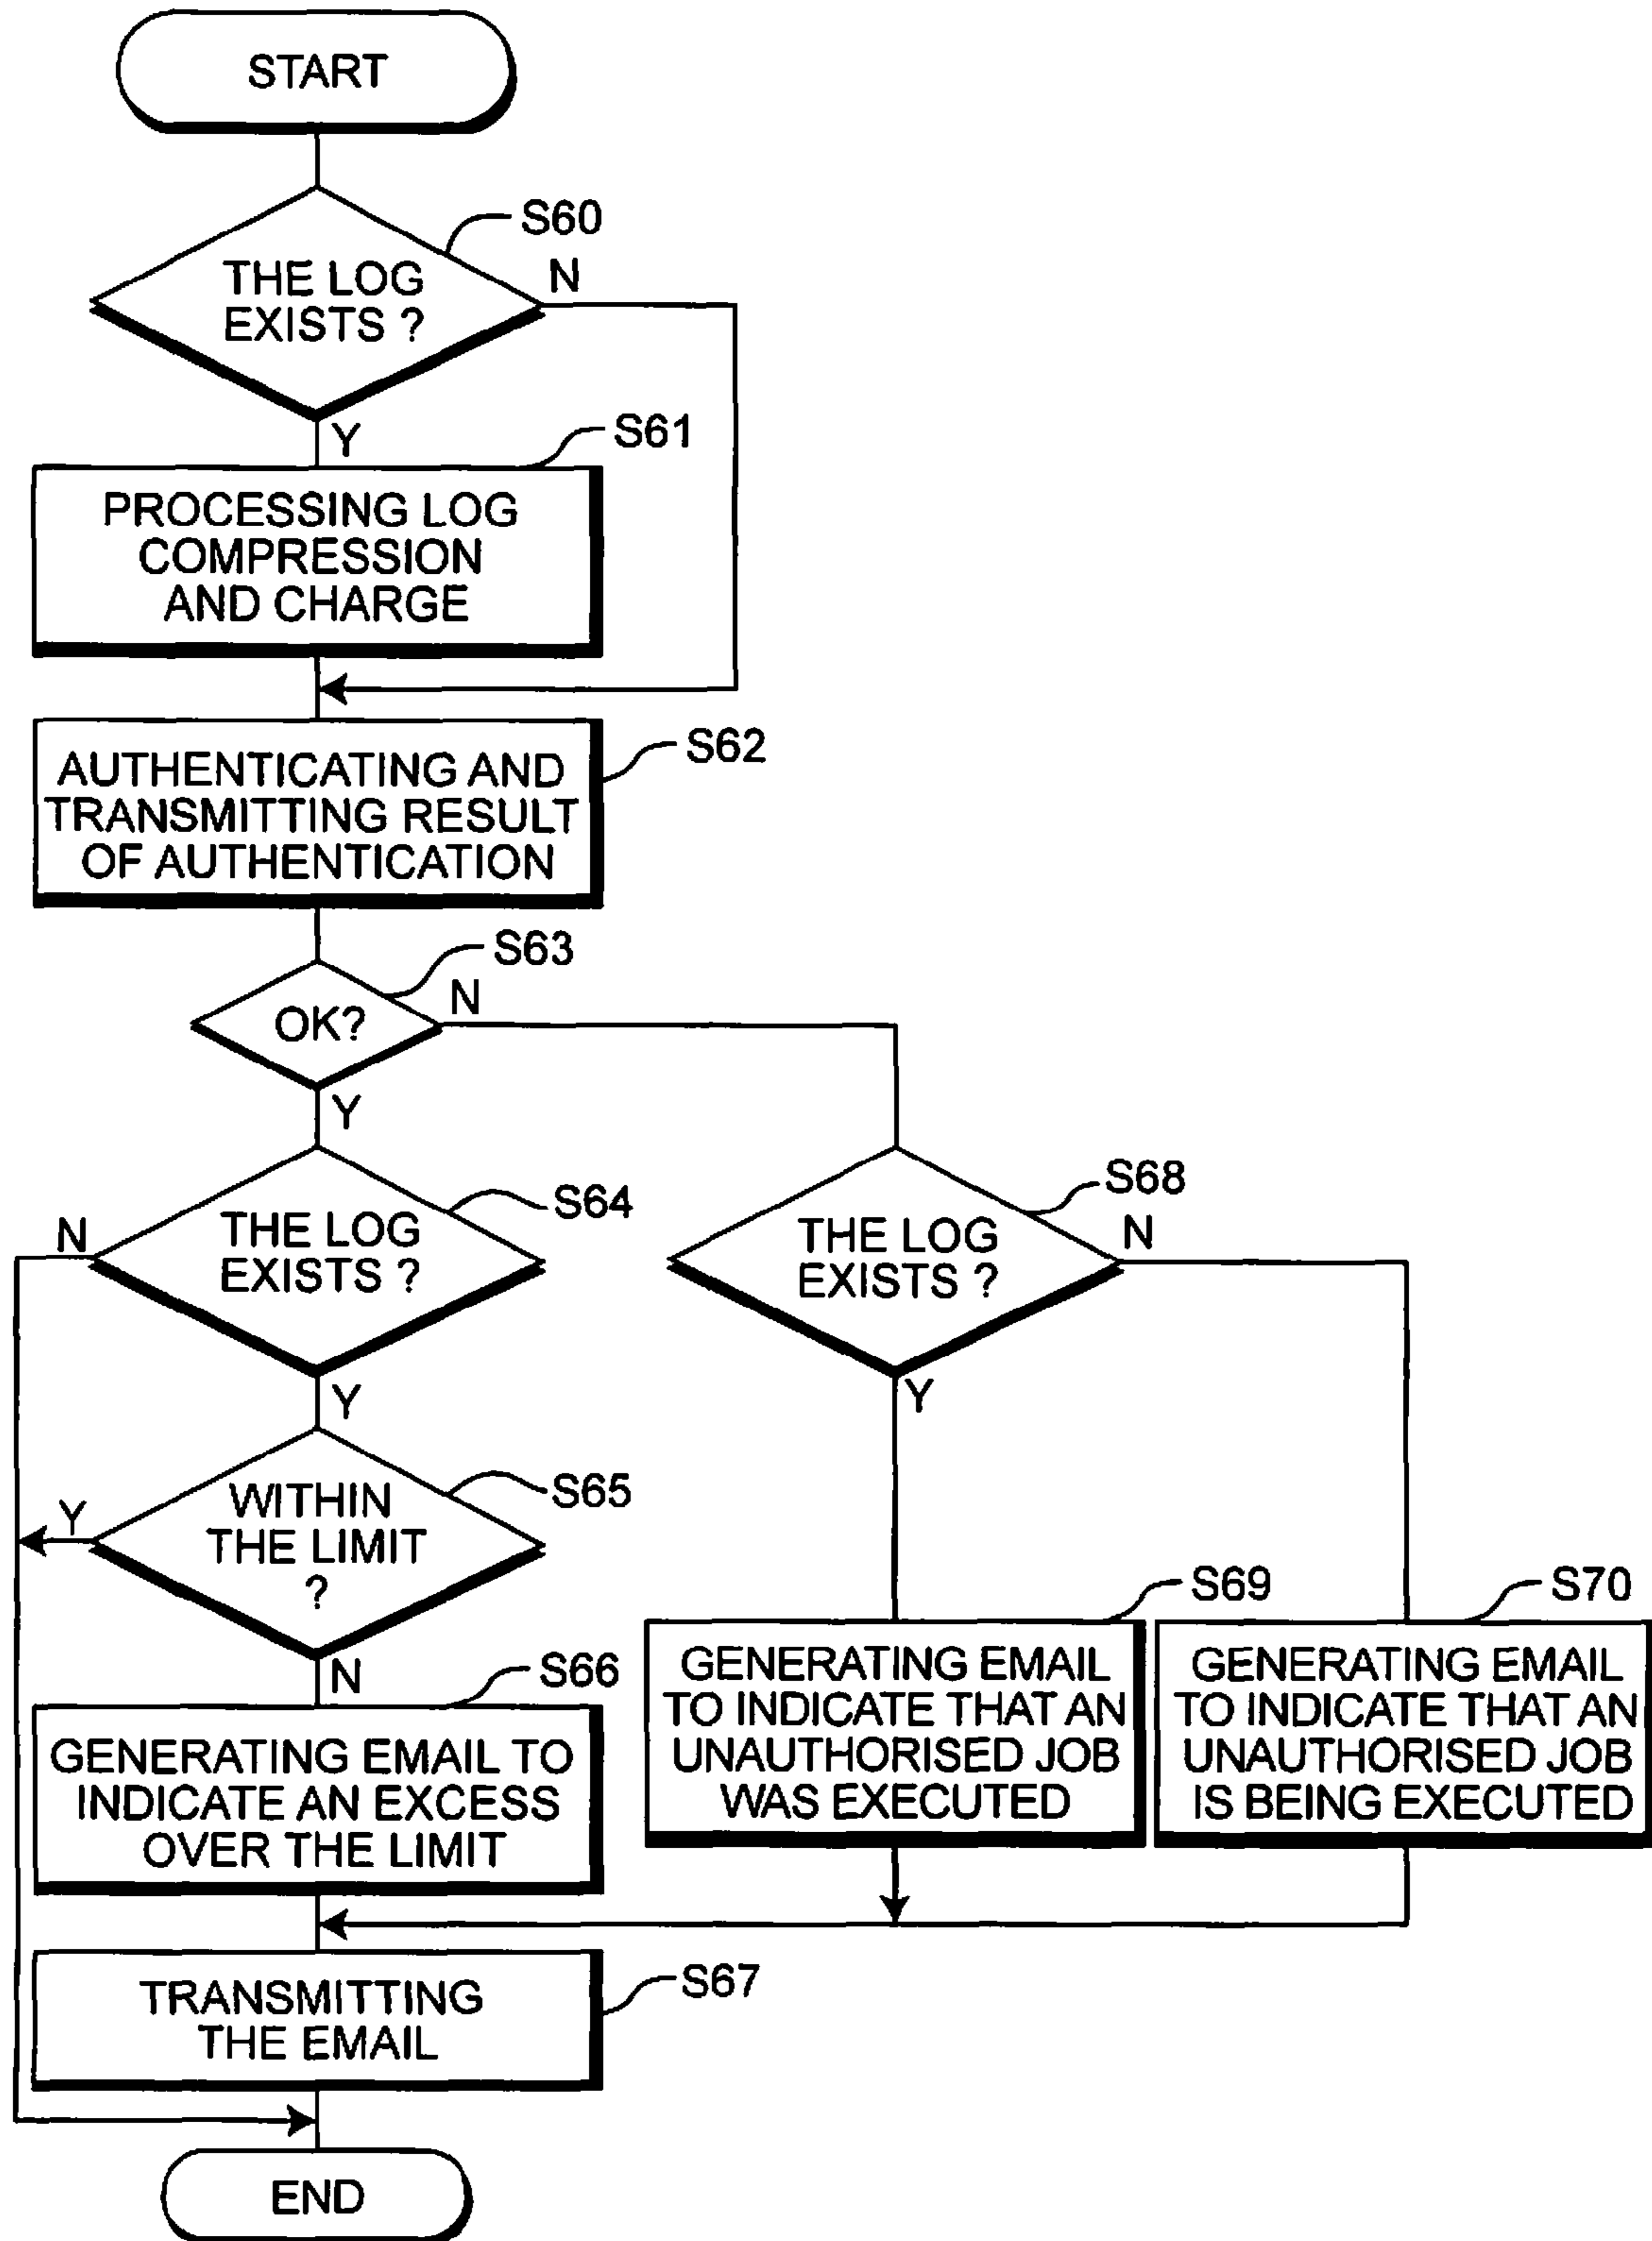 START
S60
THE LOG
EXISTS ?
N
Y
S61
PROCESSING LOG
COMPRESSION
AND CHARGE
S62
AUTHENTICATING AND
TRANSMITTING RESULT
OF AUTHENTICATION
S63
OK?
N
Y
S64
THE LOG
EXISTS ?
N
Y
S65
WITHIN
THE LIMIT
?
Y
N
S66
GENERATING EMAIL TO
INDICATE AN EXCESS
OVER THE LIMIT
S68
THE LOG
EXISTS ?
N
Y
S69
GENERATING EMAIL
TO INDICATE THAT AN
UNAUTHORISED JOB
WAS EXECUTED
S70
GENERATING EMAIL
TO INDICATE THAT AN
UNAUTHORISED JOB
IS BEING EXECUTED
S67
TRANSMITTING
THE EMAIL
END